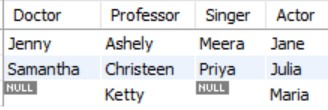 Doctor Professor Singer Actor
Jenny Ashely Meera Jane
Samantha Christeen Priya Julia
NULL Ketty NULL Maria